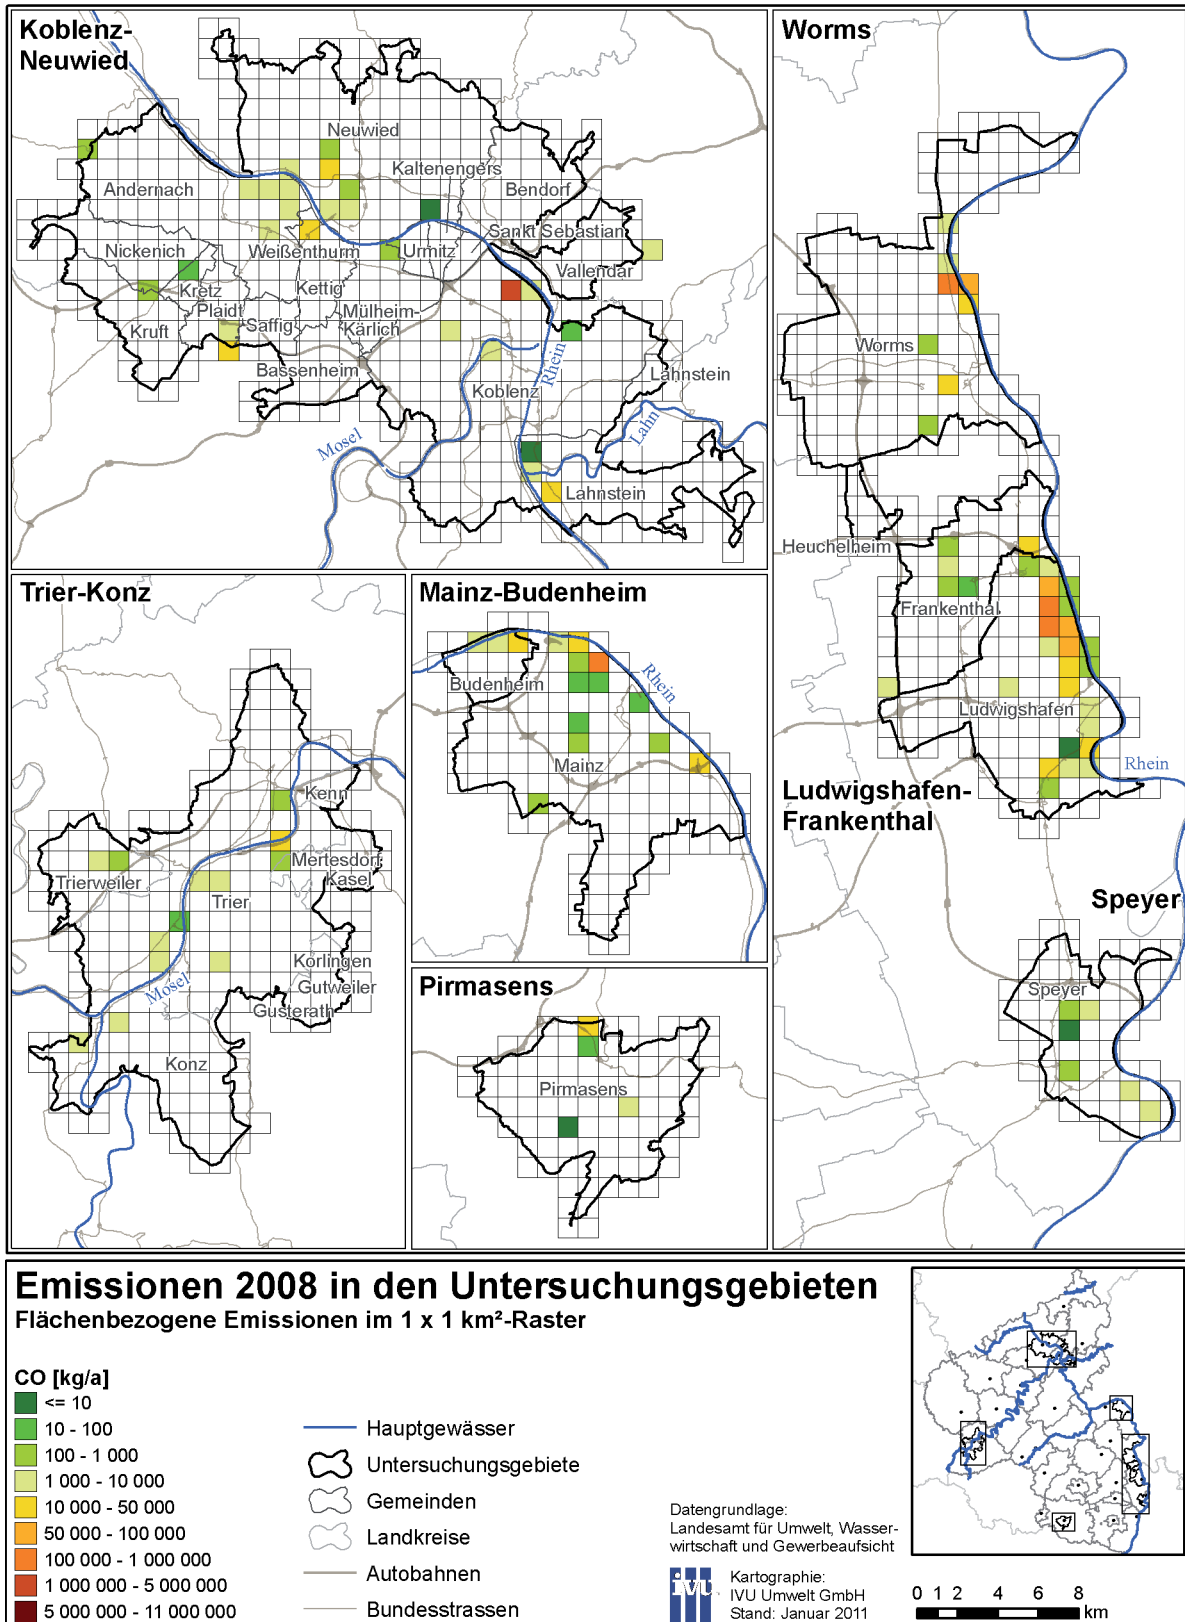 Koblenz-
Neuwied
Neuwied
Kaltenengers
Andernach
Bendorf
Sankt Sebastian
Nickenich
Weißenthurm
Urmitz
Vallendar
Kretz
Kettig
Plaidt
Saffig
Mülheim-
Kärlich
Kruft
Bassenheim
Koblenz
Rhein
Lahnstein
Mosel
Lahn
Lahnstein
Worms
Worms
Heuchelheim
Frankenthal
Ludwigshafen
Rhein
Ludwigshafen-
Frankenthal
Speyer
Speyer
Trier-Konz
Kenn
Mertesdorf
Kasel
Trierweiler
Trier
Korlingen
Gutweiler
Mosel
Gusterath
Konz
Mainz-Budenheim
Rhein
Budenheim
Mainz
Pirmasens
Pirmasens
Emissionen 2008 in den Untersuchungsgebieten
Flächenbezogene Emissionen im 1 x 1 km²-Raster
CO [kg/a]
<= 10
10 - 100
100 - 1 000
1 000 - 10 000
10 000 - 50 000
50 000 - 100 000
100 000 - 1 000 000
1 000 000 - 5 000 000
5 000 000 - 11 000 000
Hauptgewässer
Untersuchungsgebiete
Gemeinden
Landkreise
Autobahnen
Bundesstrassen
Datengrundlage:
Landesamt für Umwelt, Wasser-
wirtschaft und Gewerbeaufsicht
ivu
Kartographie:
IVU Umwelt GmbH
Stand: Januar 2011
0 1 2 4 6 8
km